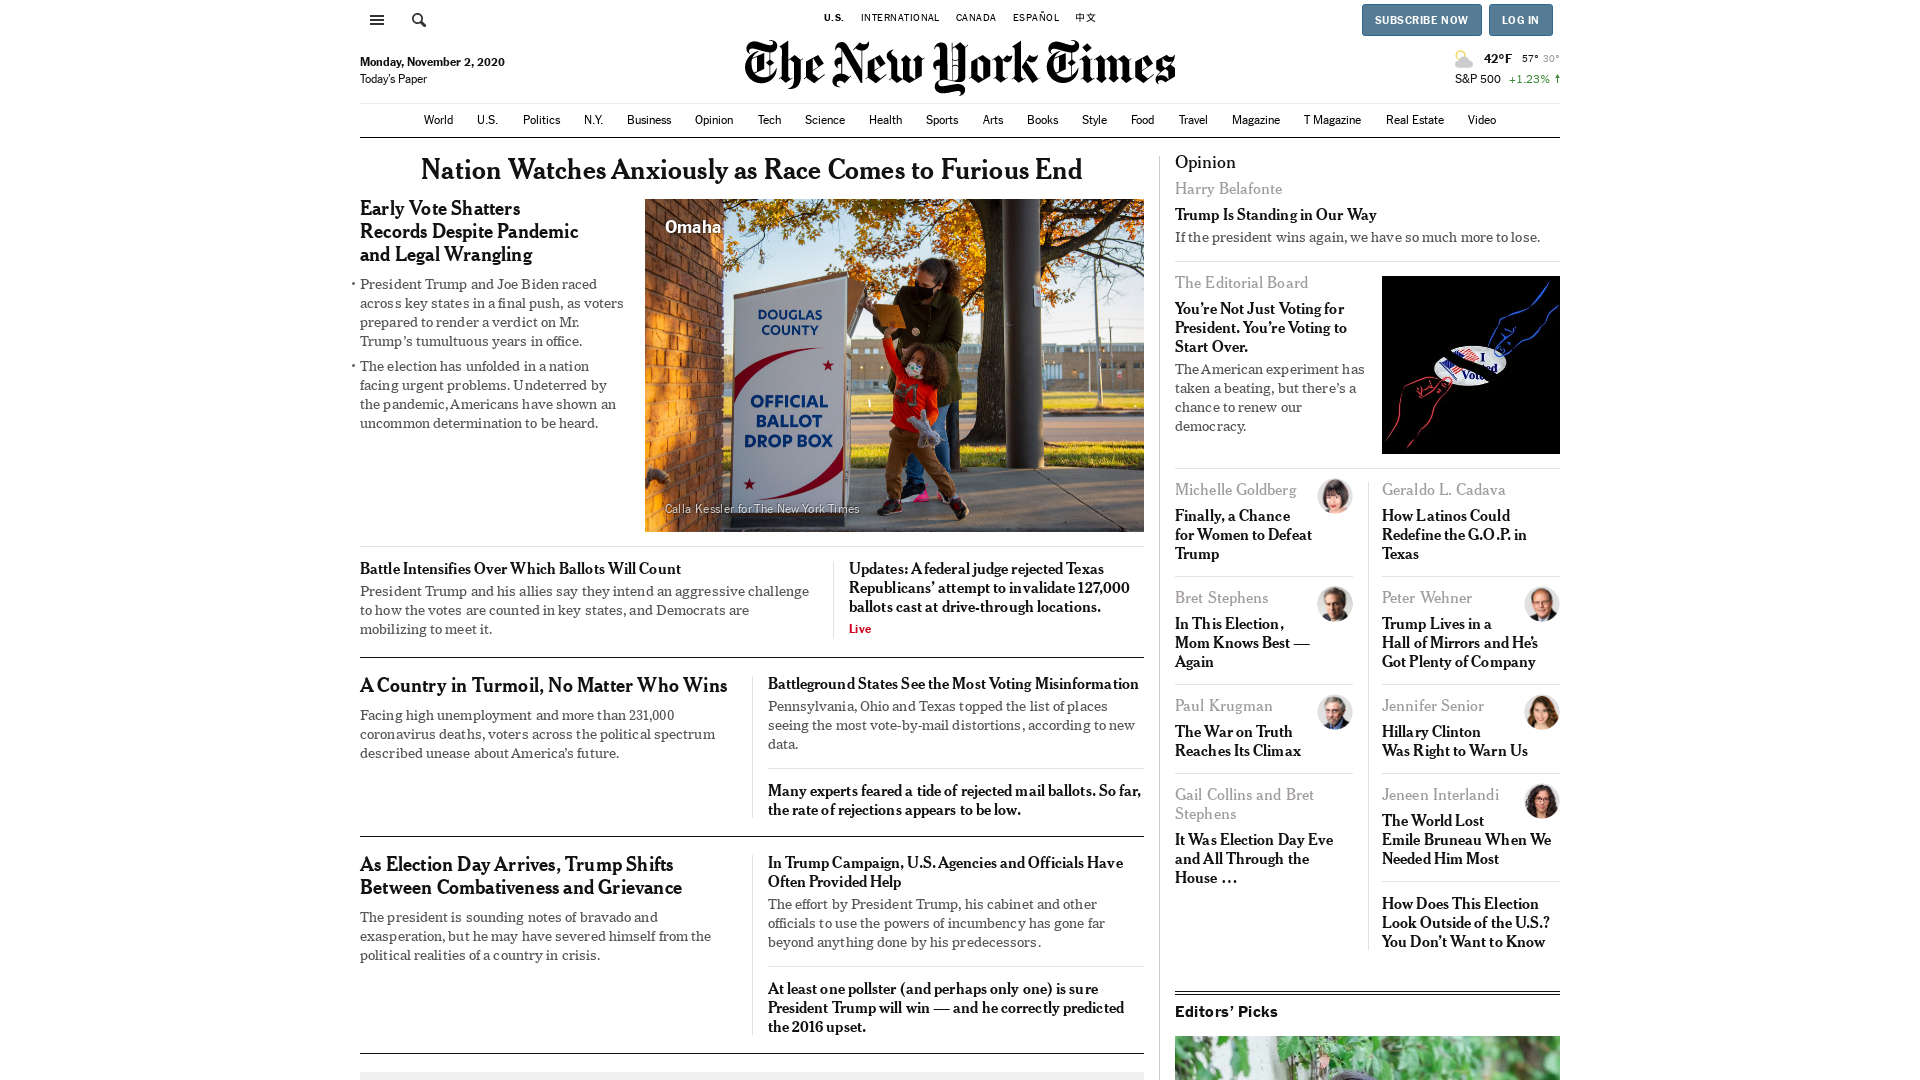 U.S. INTERNATIONAL CANADA ESPAÑOL 中文
SUBSCRIBE NOW LOG IN
Monday, November 2, 2020
Today's Paper
The New York Times
42°F 57° 30°
S&P 500 +1.23% ↑
World U.S. Politics N.Y. Business Opinion Tech Science Health Sports Arts Books Style Food Travel Magazine T Magazine Real Estate Video
Nation Watches Anxiously as Race Comes to Furious End
Early Vote Shatters
Records Despite Pandemic
and Legal Wrangling
• President Trump and Joe Biden raced
across key states in a final push, as voters
prepared to render a verdict on Mr.
Trump's tumultuous years in office.
• The election has unfolded in a nation
facing urgent problems. Undeterred by
the pandemic, Americans have shown an
uncommon determination to be heard.
Omaha
DOUGLAS
COUNTY
OFFICIAL
BALLOT
DROP BOX
Calla Kessler for The New York Times
Battle Intensifies Over Which Ballots Will Count
President Trump and his allies say they intend an aggressive challenge
to how the votes are counted in key states, and Democrats are
mobilizing to meet it.
Updates: A federal judge rejected Texas
Republicans' attempt to invalidate 127,000
ballots cast at drive-through locations.
Live
A Country in Turmoil, No Matter Who Wins
Facing high unemployment and more than 231,000
coronavirus deaths, voters across the political spectrum
described unease about America's future.
Battleground States See the Most Voting Misinformation
Pennsylvania, Ohio and Texas topped the list of places
seeing the most vote-by-mail distortions, according to new
data.
Many experts feared a tide of rejected mail ballots. So far,
the rate of rejections appears to be low.
As Election Day Arrives, Trump Shifts
Between Combativeness and Grievance
The president is sounding notes of bravado and
exasperation, but he may have severed himself from the
political realities of a country in crisis.
In Trump Campaign, U.S. Agencies and Officials Have
Often Provided Help
The effort by President Trump, his cabinet and other
officials to use the powers of incumbency has gone far
beyond anything done by his predecessors.
At least one pollster (and perhaps only one) is sure
President Trump will win — and he correctly predicted
the 2016 upset.
Opinion
Harry Belafonte
Trump Is Standing in Our Way
If the president wins again, we have so much more to lose.
The Editorial Board
You're Not Just Voting for
President. You're Voting to
Start Over.
The American experiment has
taken a beating, but there's a
chance to renew our
democracy.
I
Voted
Michelle Goldberg
Finally, a Chance
for Women to Defeat
Trump
Geraldo L. Cadava
How Latinos Could
Redefine the G.O.P. in
Texas
Bret Stephens
In This Election,
Mom Knows Best —
Again
Peter Wehner
Trump Lives in a
Hall of Mirrors and He's
Got Plenty of Company
Paul Krugman
The War on Truth
Reaches Its Climax
Jennifer Senior
Hillary Clinton
Was Right to Warn Us
Gail Collins and Bret
Stephens
It Was Election Day Eve
and All Through the
House …
Jeneen Interlandi
The World Lost
Emile Bruneau When We
Needed Him Most
How Does This Election
Look Outside of the U.S.?
You Don't Want to Know
Editors' Picks